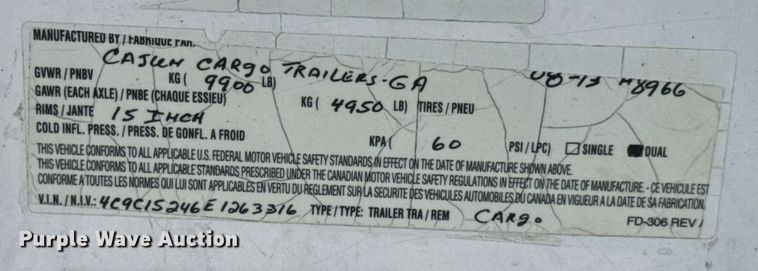 MANUFACTURED BY / FABRIQUE PAR:
CAJUN CARGO TRAILERS-GA 08-13 M8966
GVWR / PNBV KG ( 9900 LB)
GAWR (EACH AXLE) / PNBE (CHAQUE ESSIEU) KG ( 4950 LB) TIRES / PNEU
RIMS / JANTE 15 INCH
COLD INFL. PRESS. / PRESS. DE GONFL. A FROID KPA ( 60 PSI / LPC) SINGLE DUAL
THIS VEHICLE CONFORMS TO ALL APPLICABLE U.S. FEDERAL MOTOR VEHICLE SAFETY STANDARDS IN EFFECT ON THE DATE OF MANUFACTURE SHOWN ABOVE.
THIS VEHICLE CONFORMS TO ALL APPLICABLE STANDARDS PRESCRIBED UNDER THE CANADIAN MOTOR VEHICLE SAFETY REGULATIONS IN EFFECT ON THE DATE OF MANUFACTURE - CE VEHICULE EST
CONFORME A TOUTES LES NORMES QUI LUI SONT APPLICABLES EN VERTU DU REGLEMENT SUR LA SECURITE DES VEHICULES AUTOMOBILES DU CANADA EN VIGUEUR A LA DATE DE SA FABRICATION.
V.I.N. / N.I.V.: 4C9C15246E1263316 TYPE / TYPE: TRAILER TRA / REM CARGO
FD-306 REV
Purple Wave Auction